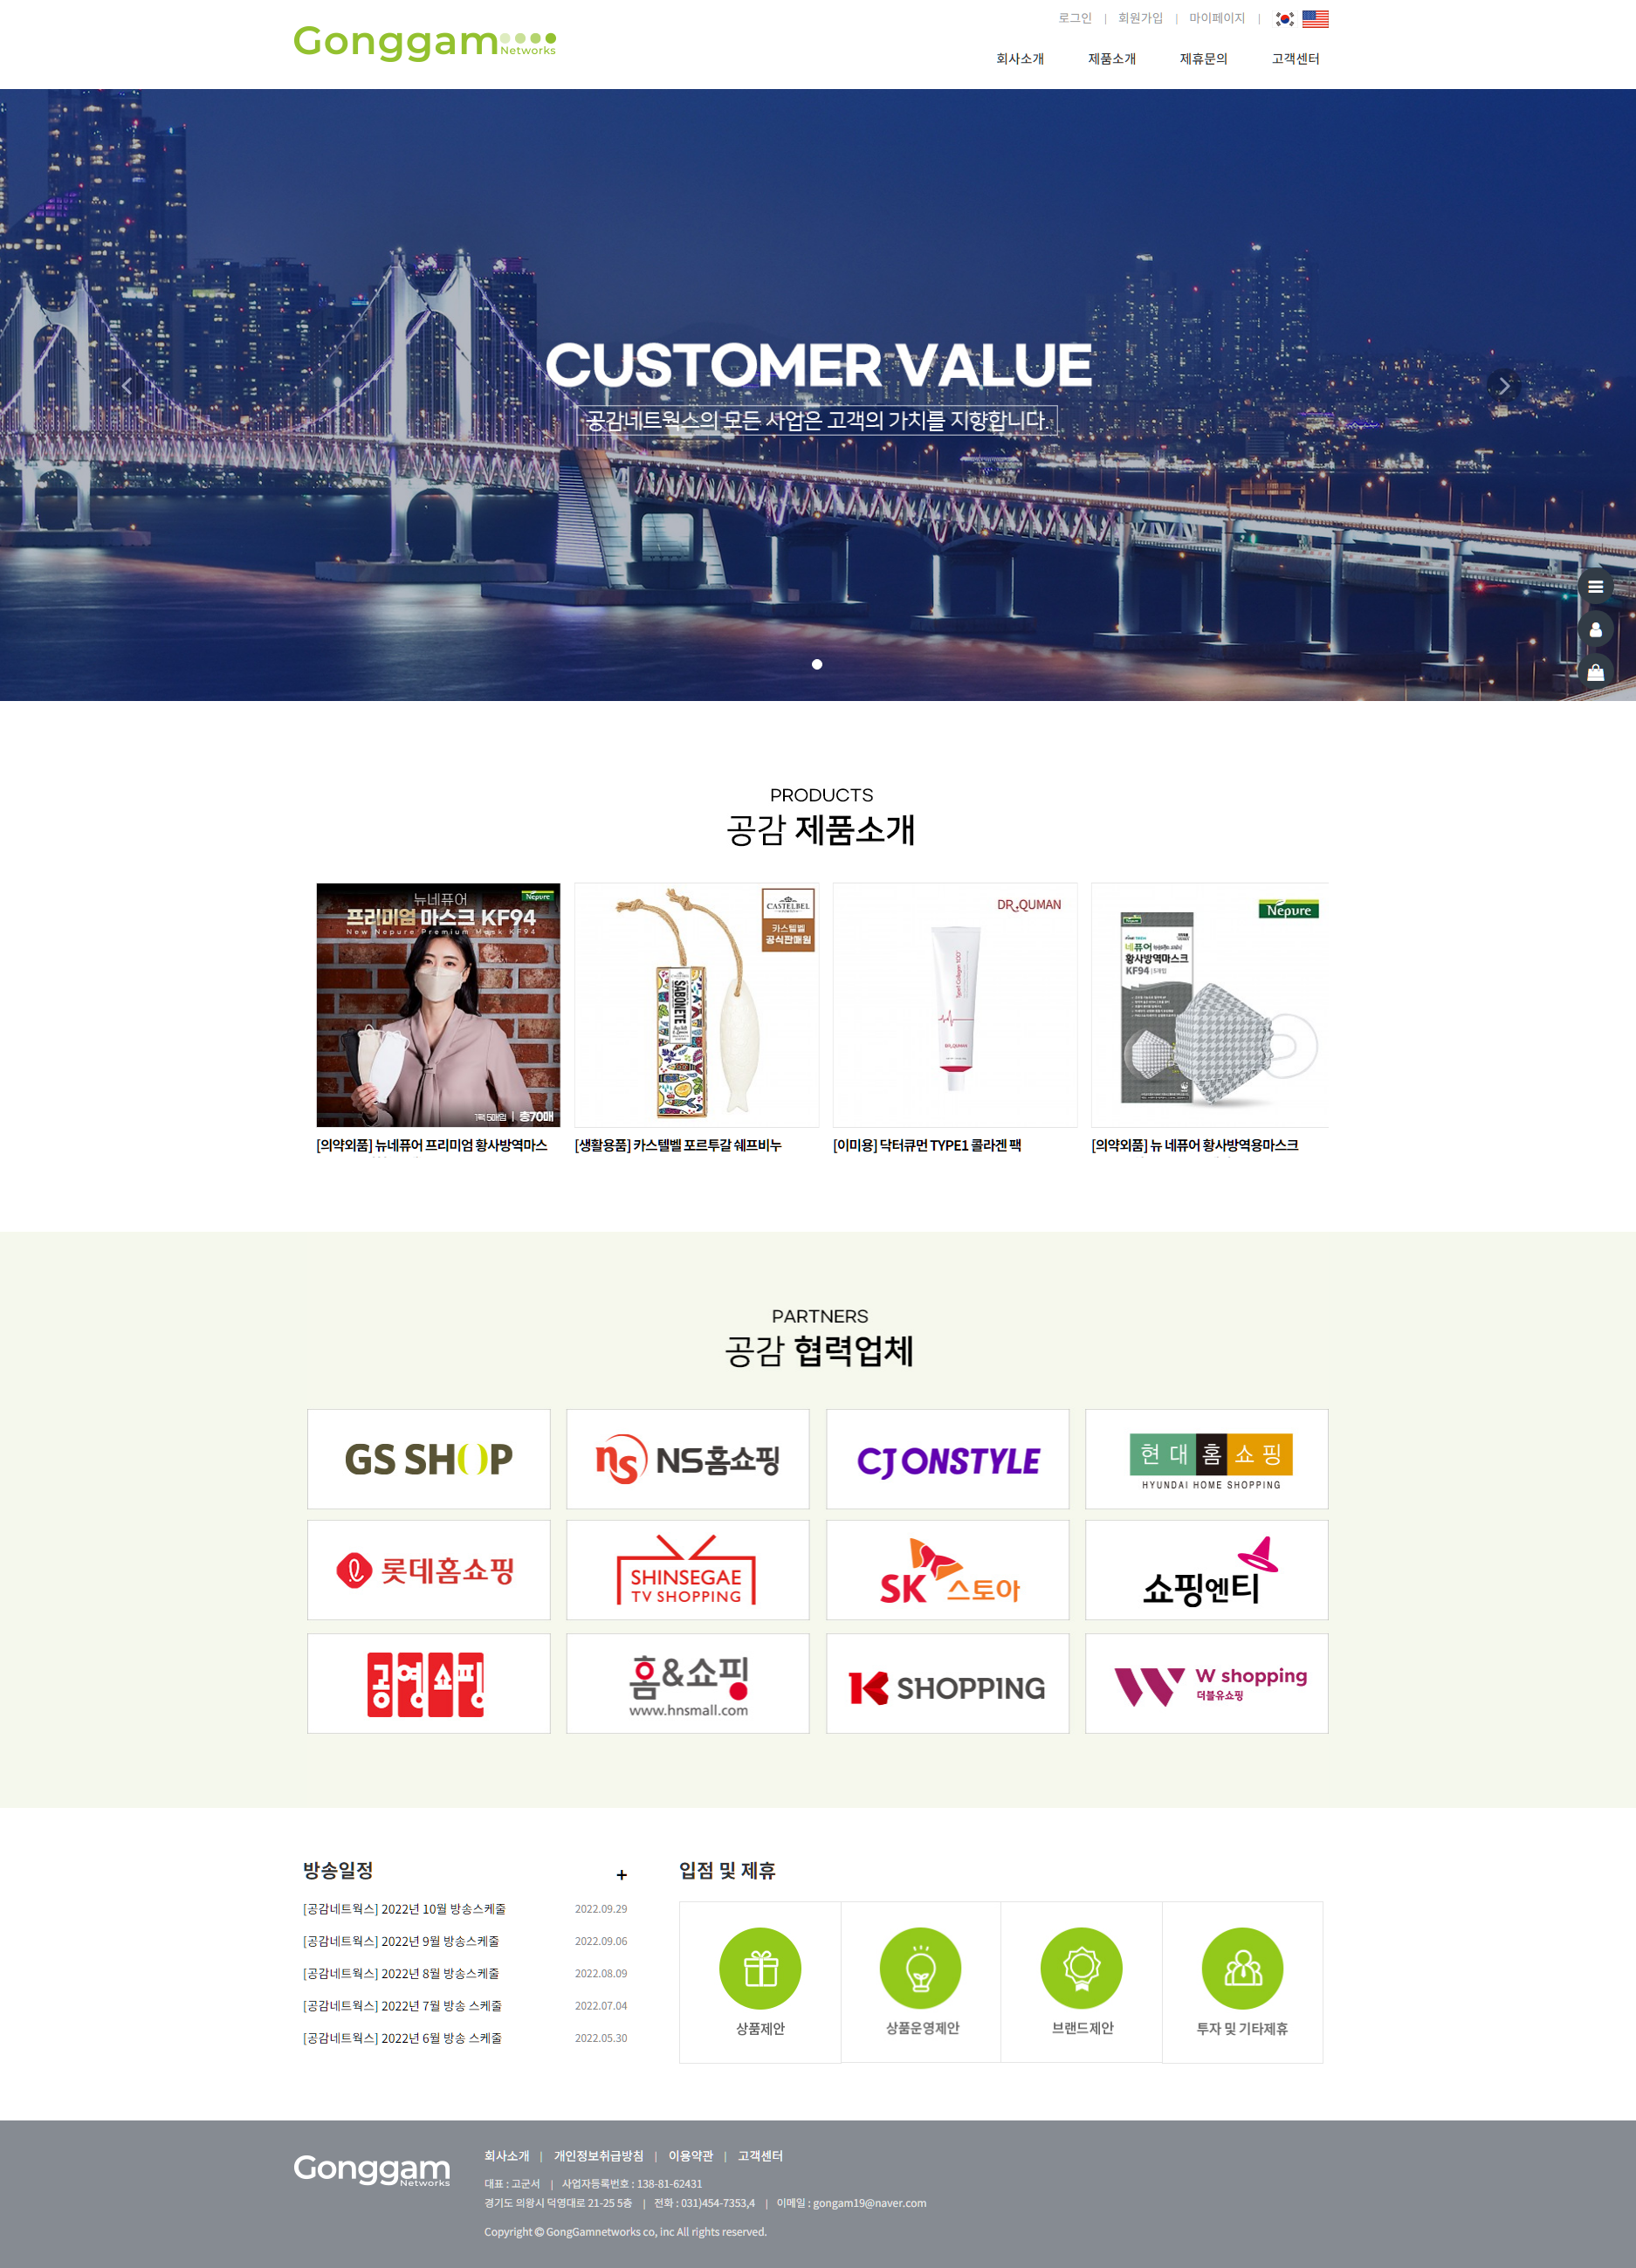 로그인 | 회원가입 | 마이페이지 |
Gonggam
Networks
회사소개 제품소개 제휴문의 고객센터
CUSTOMER VALUE
공감네트웍스의 모든 사업은 고객의 가치를 지향합니다.
PRODUCTS
공감 제품소개
뉴네퓨어
Nepure
프리미엄 마스크 KF94
New Nepure Premium Mask KF94
1팩 5매입 | 총70매
CASTELBEL
카스텔벨
공식판매원
CASTELBEL
SABONETE
DR.QUMAN
Type1 Collagen 100
DR.QUMAN
Nepure
Nepure
네퓨어
황사방역마스크
KF94
[의약외품] 뉴네퓨어 프리미엄 황사방역마스
[생활용품] 카스텔벨 포르투갈 쉐프비누
[이미용] 닥터큐먼 TYPE1 콜라겐 팩
[의약외품] 뉴 네퓨어 황사방역용마스크
PARTNERS
공감 협력업체
GS SHOP
ns NS홈쇼핑
CJ ONSTYLE
현대홈쇼핑
HYUNDAI HOME SHOPPING
롯데홈쇼핑
SHINSEGAE
TV SHOPPING
SK 스토아
쇼핑엔티
공영쇼핑
홈&쇼핑
www.hnsmall.com
K SHOPPING
W shopping
더블유쇼핑
방송일정 +
[공감네트웍스] 2022년 10월 방송스케줄 2022.09.29
[공감네트웍스] 2022년 9월 방송스케줄 2022.09.06
[공감네트웍스] 2022년 8월 방송스케줄 2022.08.09
[공감네트웍스] 2022년 7월 방송 스케줄 2022.07.04
[공감네트웍스] 2022년 6월 방송 스케줄 2022.05.30
입점 및 제휴
상품제안 상품운영제안 브랜드제안 투자 및 기타제휴
Gonggam
Networks
회사소개 | 개인정보취급방침 | 이용약관 | 고객센터
대표 : 고군서 | 사업자등록번호 : 138-81-62431
경기도 의왕시 덕영대로 21-25 5층 | 전화 : 031)454-7353,4 | 이메일 : gongam19@naver.com
Copyright © GongGamnetworks co, inc All rights reserved.